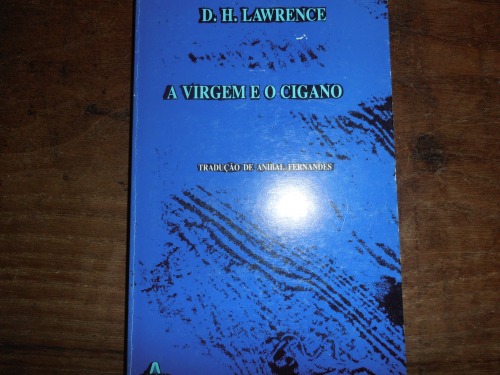 D. H. LAWRENCE
A VIRGEM E O CIGANO
TRADUÇÃO DE ANÍBAL FERNANDES
A